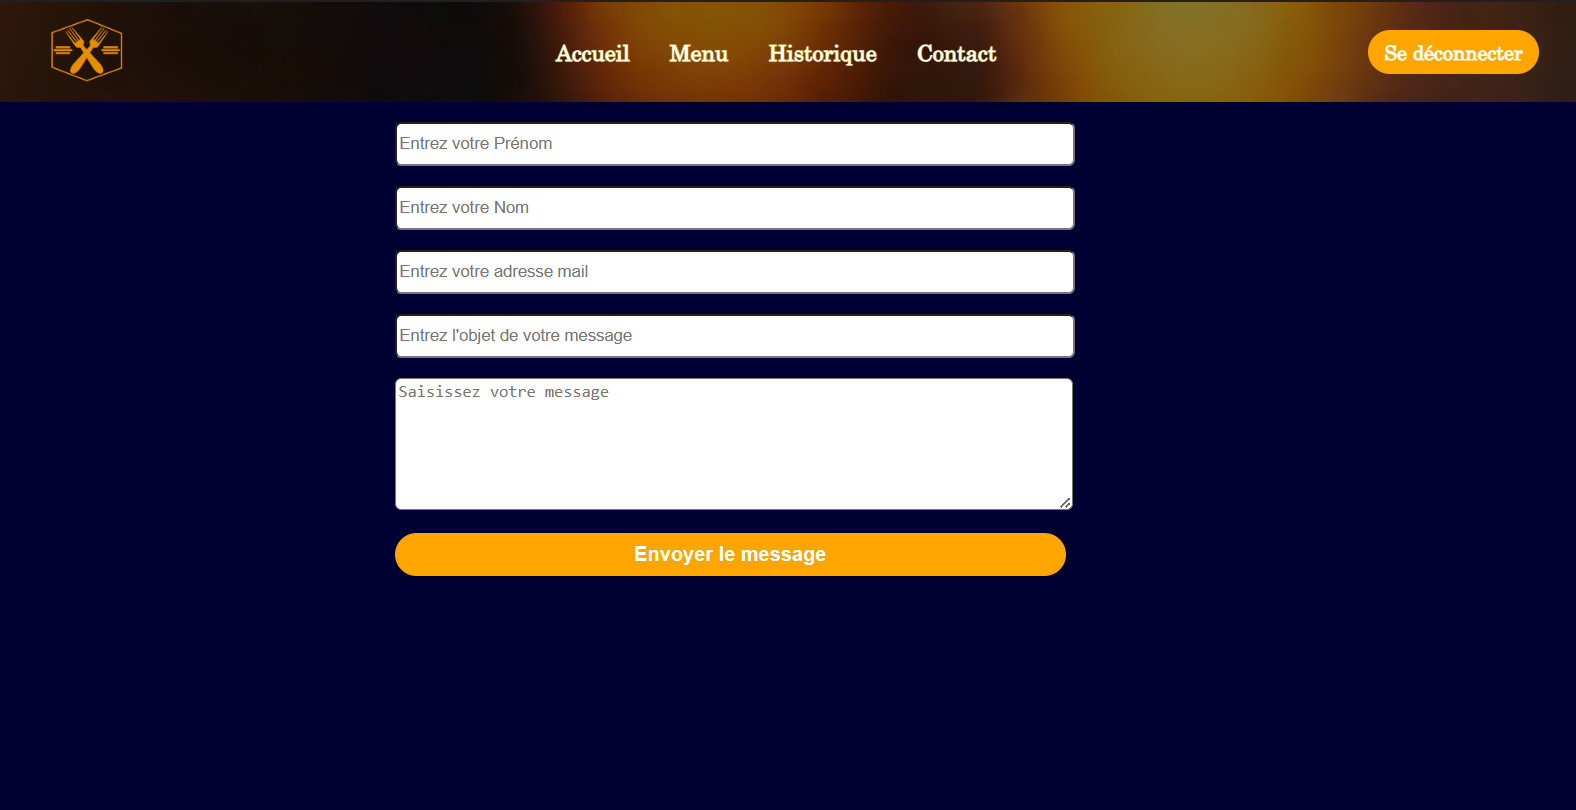 Accueil Menu Historique Contact Se déconnecter
Entrez votre Prénom
Entrez votre Nom
Entrez votre adresse mail
Entrez l'objet de votre message
Saisissez votre message
Envoyer le message